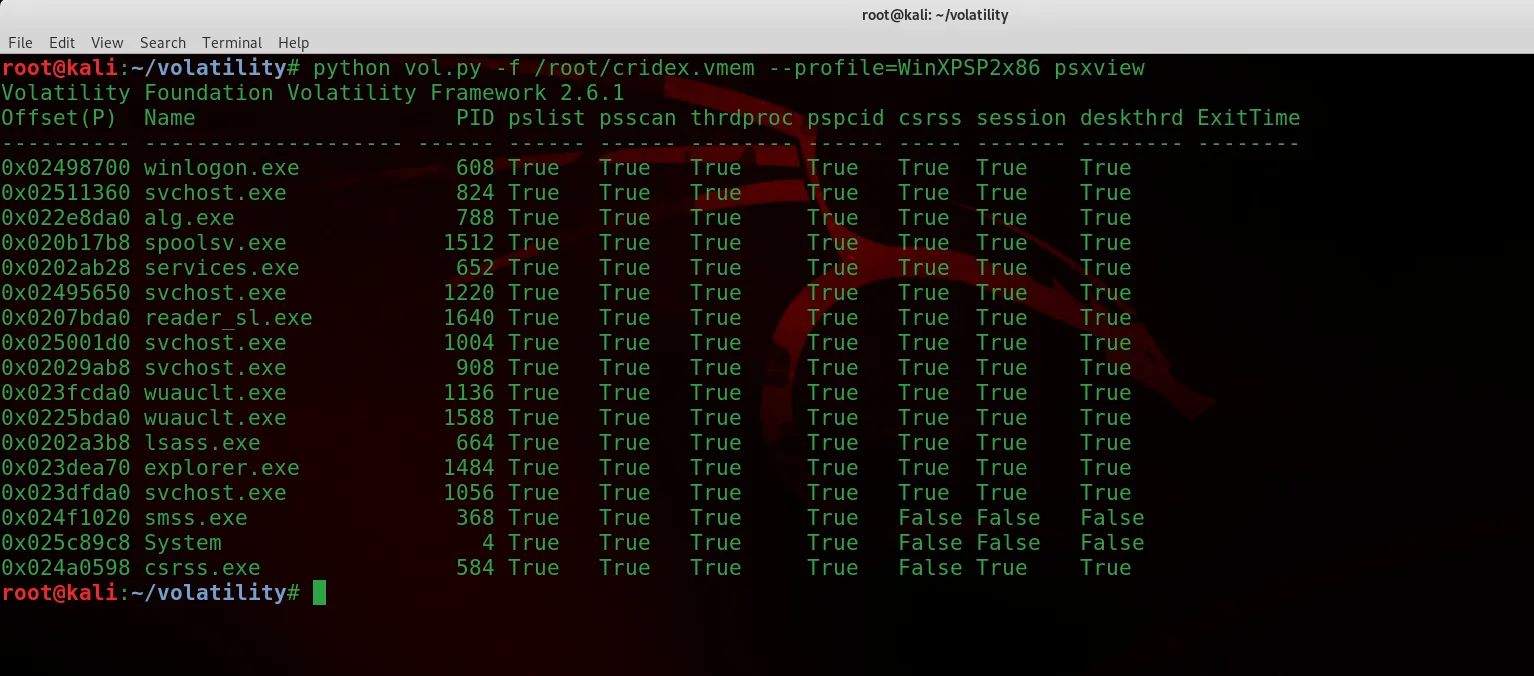 root@kali: ~/volatility
File Edit View Search Terminal Help
root@kali:~/volatility# python vol.py -f /root/cridex.vmem --profile=WinXPSP2x86 psxview
Volatility Foundation Volatility Framework 2.6.1
Offset(P)  Name                    PID pslist psscan thrdproc pspcid csrss session deskthrd ExitTime
---------- -------------------- ------ ------ ------ -------- ------ ----- ------- -------- --------
0x02498700 winlogon.exe            608 True   True   True     True   True  True    True
0x02511360 svchost.exe             824 True   True   True     True   True  True    True
0x022e8da0 alg.exe                 788 True   True   True     True   True  True    True
0x020b17b8 spoolsv.exe            1512 True   True   True     True   True  True    True
0x0202ab28 services.exe            652 True   True   True     True   True  True    True
0x02495650 svchost.exe            1220 True   True   True     True   True  True    True
0x0207bda0 reader_sl.exe          1640 True   True   True     True   True  True    True
0x025001d0 svchost.exe            1004 True   True   True     True   True  True    True
0x02029ab8 svchost.exe             908 True   True   True     True   True  True    True
0x023fcda0 wuauclt.exe            1136 True   True   True     True   True  True    True
0x0225bda0 wuauclt.exe            1588 True   True   True     True   True  True    True
0x0202a3b8 lsass.exe               664 True   True   True     True   True  True    True
0x023dea70 explorer.exe           1484 True   True   True     True   True  True    True
0x023dfda0 svchost.exe            1056 True   True   True     True   True  True    True
0x024f1020 smss.exe                368 True   True   True     True   False False   False
0x025c89c8 System                    4 True   True   True     True   False False   False
0x024a0598 csrss.exe               584 True   True   True     True   False True    True
root@kali:~/volatility#